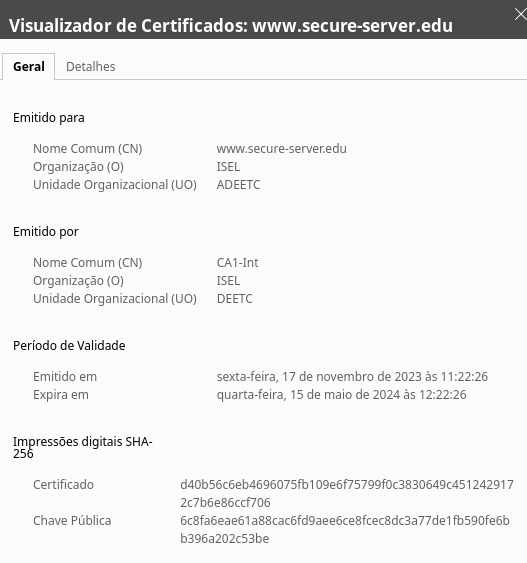 Visualizador de Certificados: www.secure-server.edu
Geral Detalhes
Emitido para
Nome Comum (CN) www.secure-server.edu
Organização (O) ISEL
Unidade Organizacional (UO) ADEETC
Emitido por
Nome Comum (CN) CA1-Int
Organização (O) ISEL
Unidade Organizacional (UO) DEETC
Período de Validade
Emitido em sexta-feira, 17 de novembro de 2023 às 11:22:26
Expira em quarta-feira, 15 de maio de 2024 às 12:22:26
Impressões digitais SHA-
256
Certificado d40b56c6eb4696075fb109e6f75799f0c3830649c451242917
2c7b6e86ccf706
Chave Pública 6c8fa6eae61a88cac6fd9aee6ce8fcec8dc3a77de1fb590fe6b
b396a202c53be